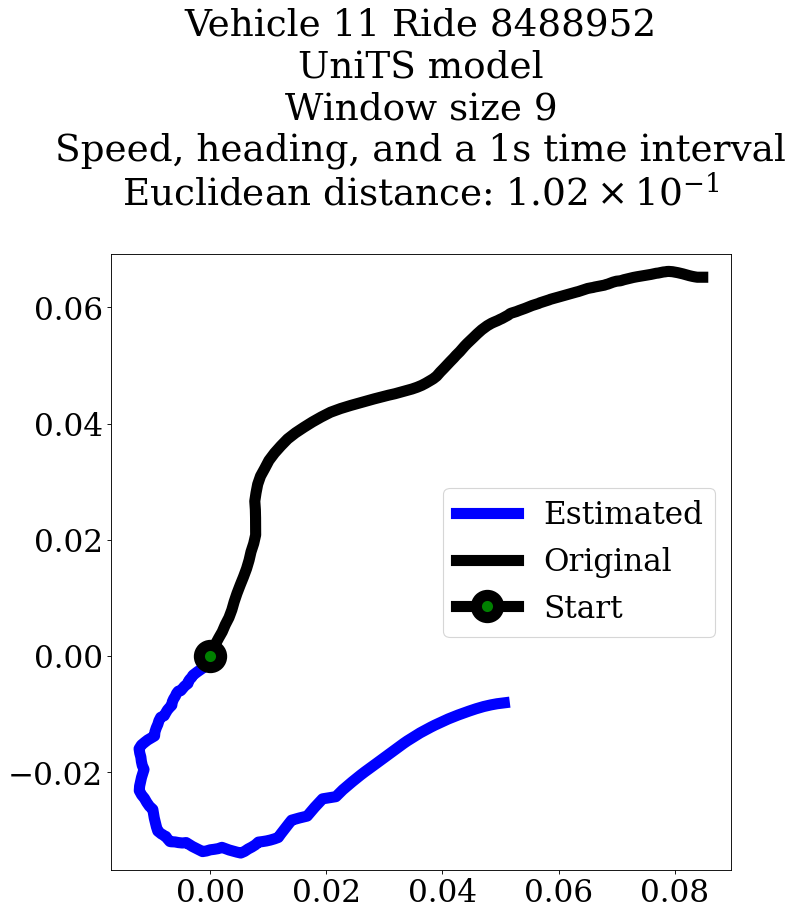 Vehicle 11 Ride 8488952
UniTS model
Window size 9
Speed, heading, and a 1s time interval
Euclidean distance: 1.02 × 10⁻¹
0.06
0.04
0.02
0.00
−0.02
Estimated
Original
Start
0.00 0.02 0.04 0.06 0.08